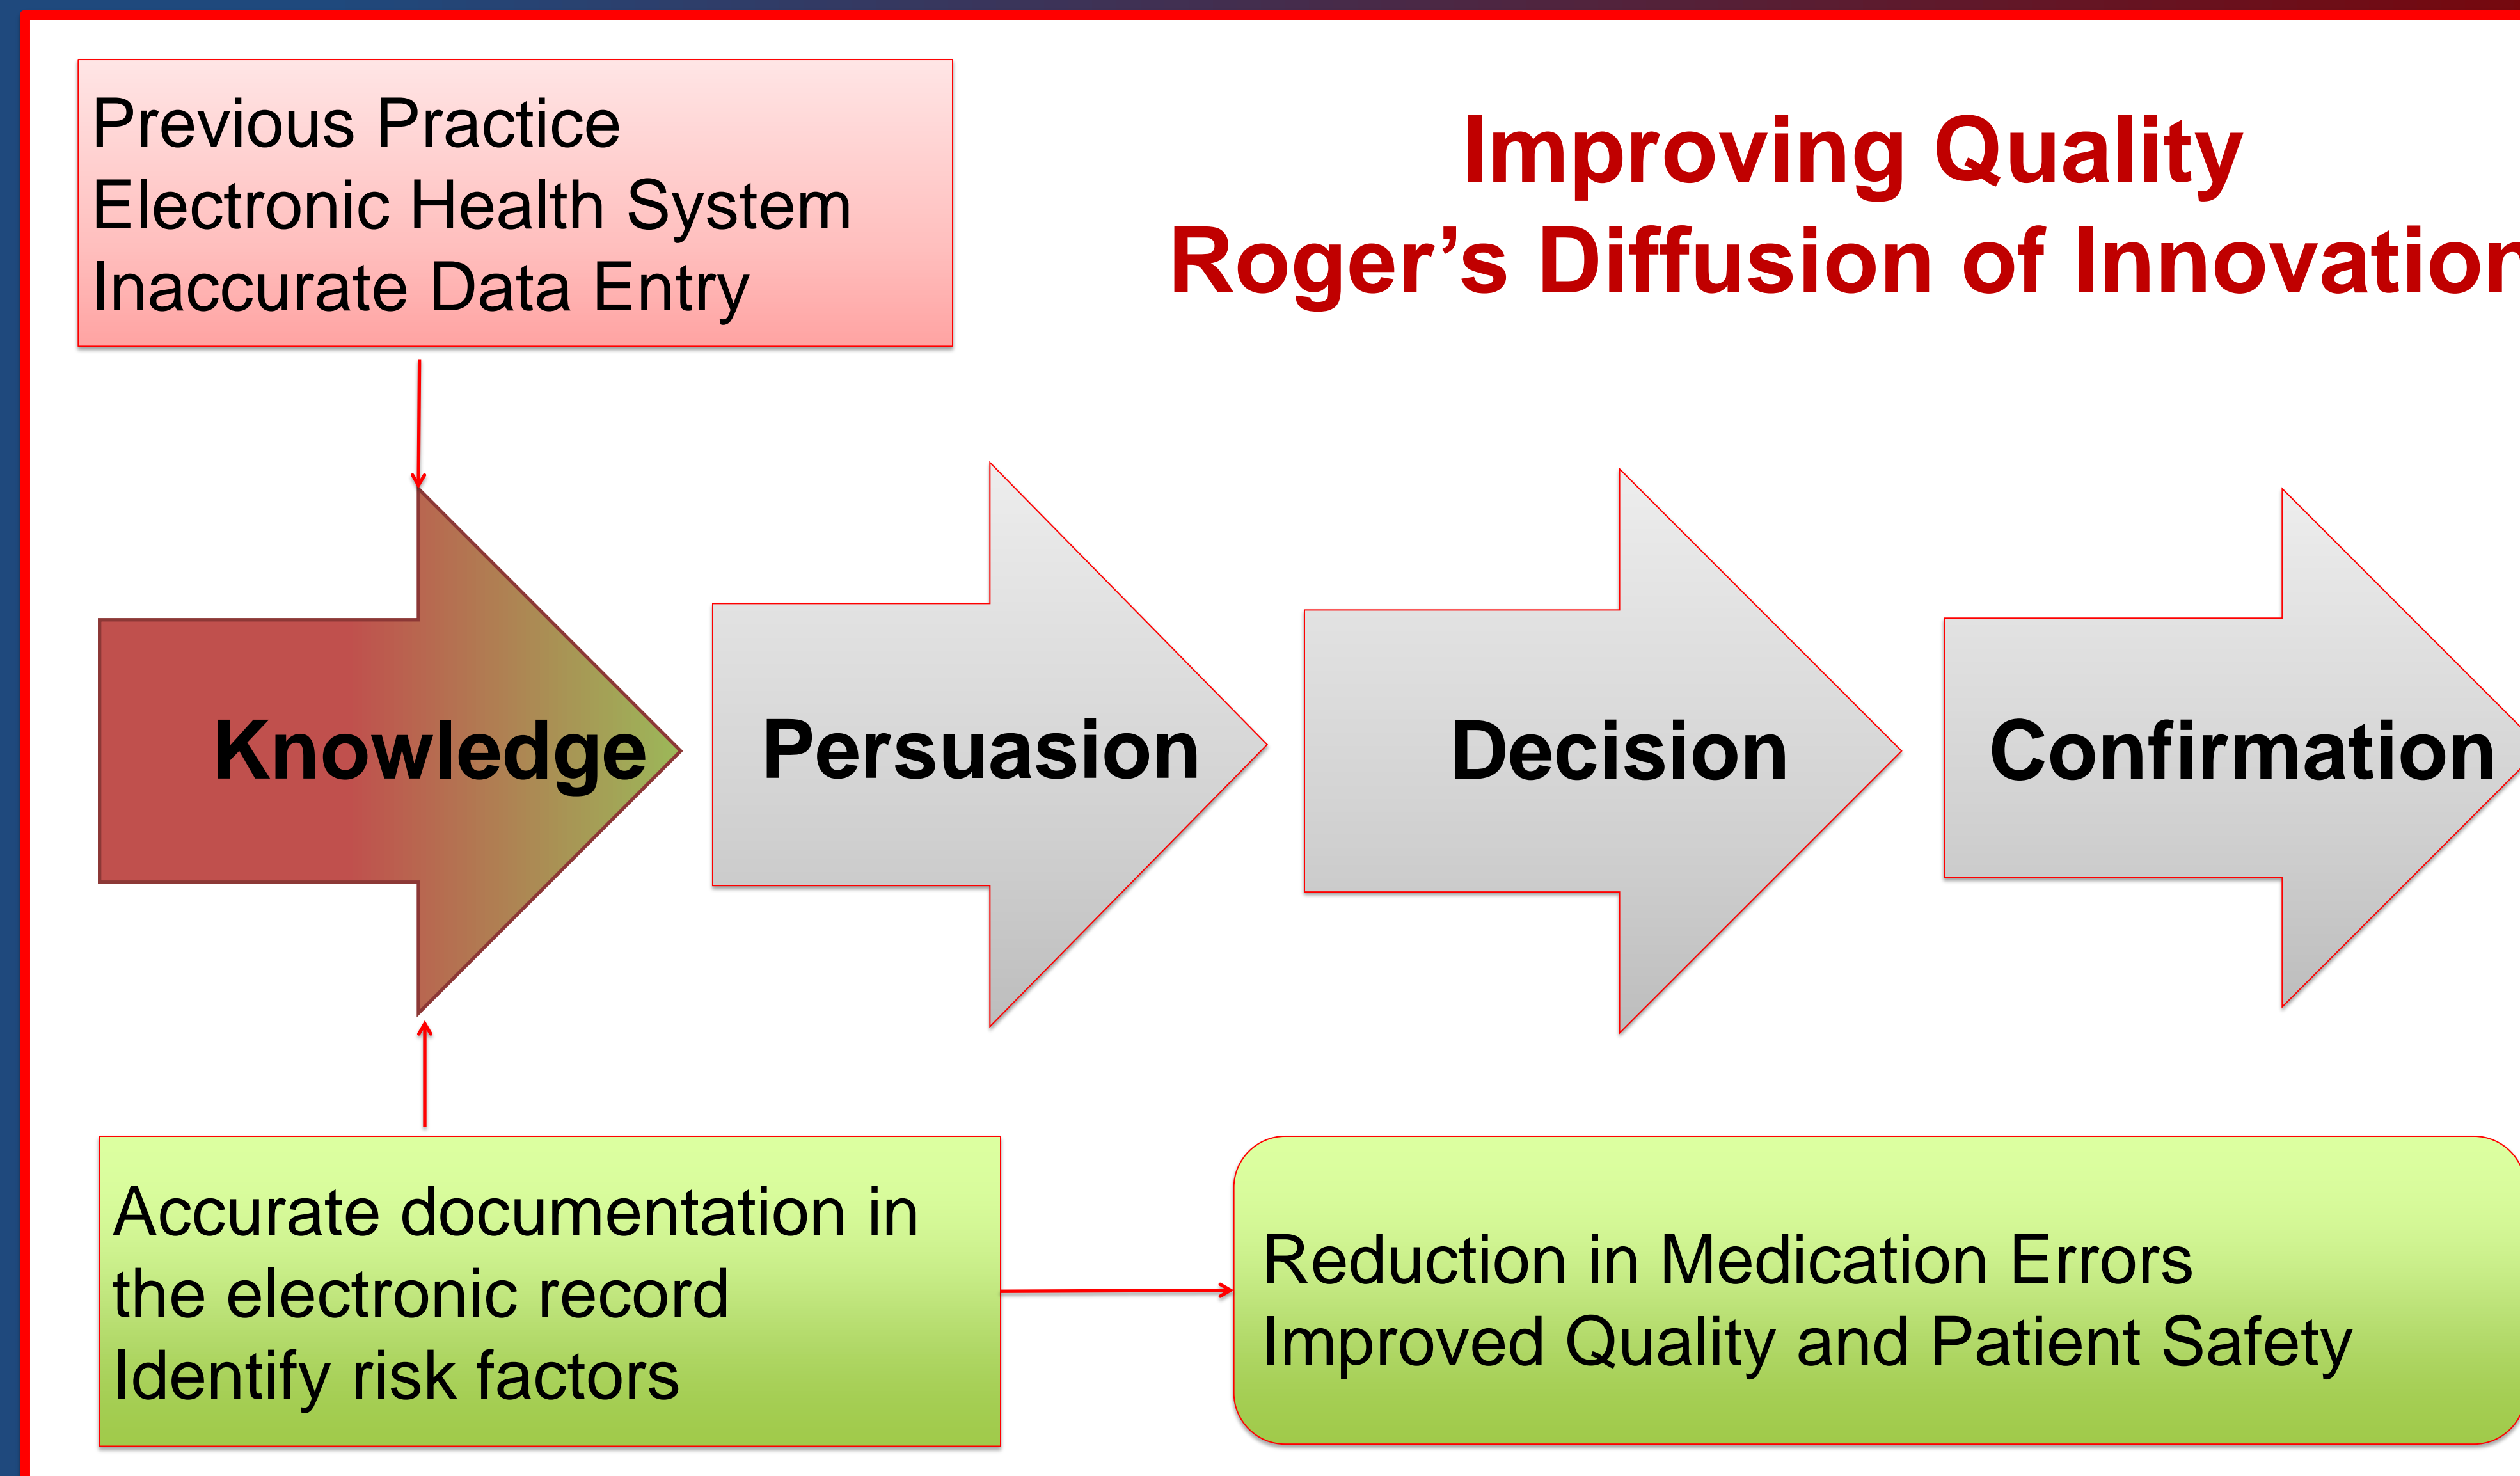 Previous Practice
Electronic Health System
Inaccurate Data Entry
Improving Quality
Roger’s Diffusion of Innovation
Knowledge
Persuasion
Decision
Confirmation
Accurate documentation in
the electronic record
Identify risk factors
Reduction in Medication Errors
Improved Quality and Patient Safety